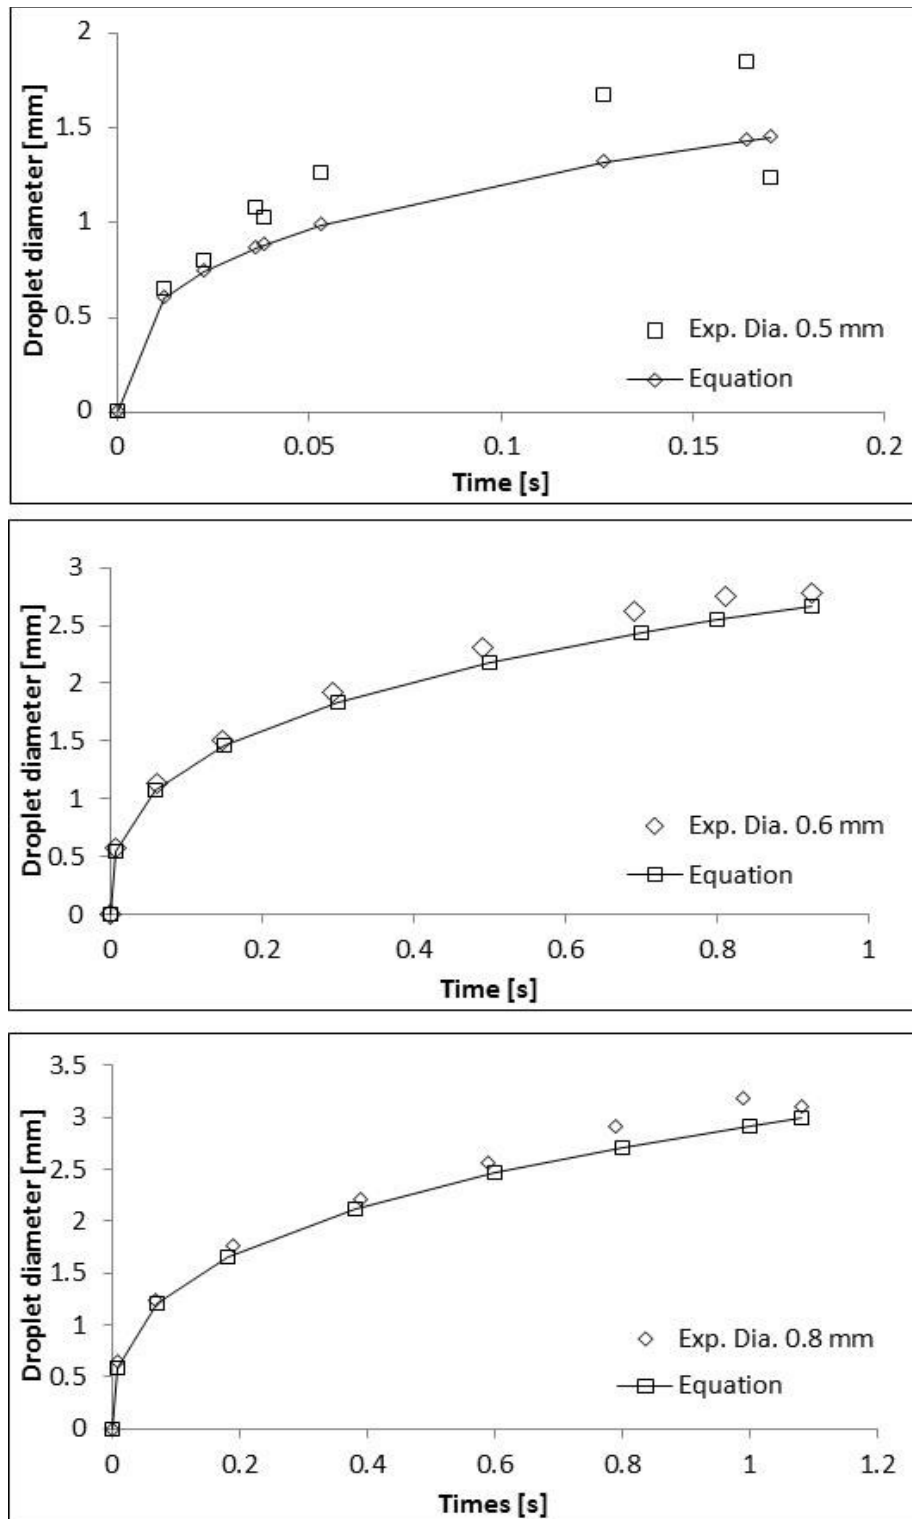 Droplet diameter [mm]
2
1.5
1
0.5
0
Exp. Dia. 0.5 mm
Equation
0 0.05 0.1 0.15 0.2
Time [s]
Droplet diameter [mm]
3
2.5
2
1.5
1
0.5
0
Exp. Dia. 0.6 mm
Equation
0 0.2 0.4 0.6 0.8 1
Time [s]
Droplet diameter [mm]
3.5
3
2.5
2
1.5
1
0.5
0
Exp. Dia. 0.8 mm
Equation
0 0.2 0.4 0.6 0.8 1 1.2
Times [s]